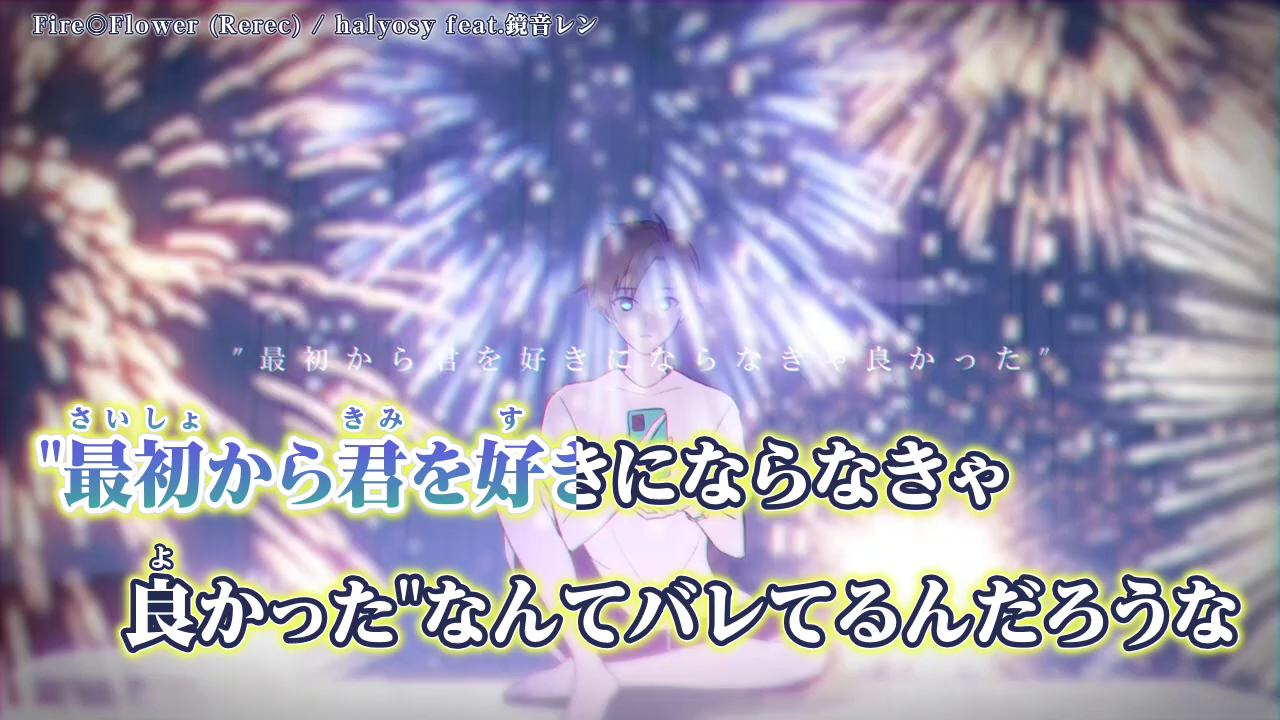 Fire◎Flower (Rerec) / halyosy feat.鏡音レン
"最初から君を好きにならなきゃ良かった"
さいしょ きみ す
"最初から君を好きにならなきゃ
よ
良かった"なんてバレてるんだろうな